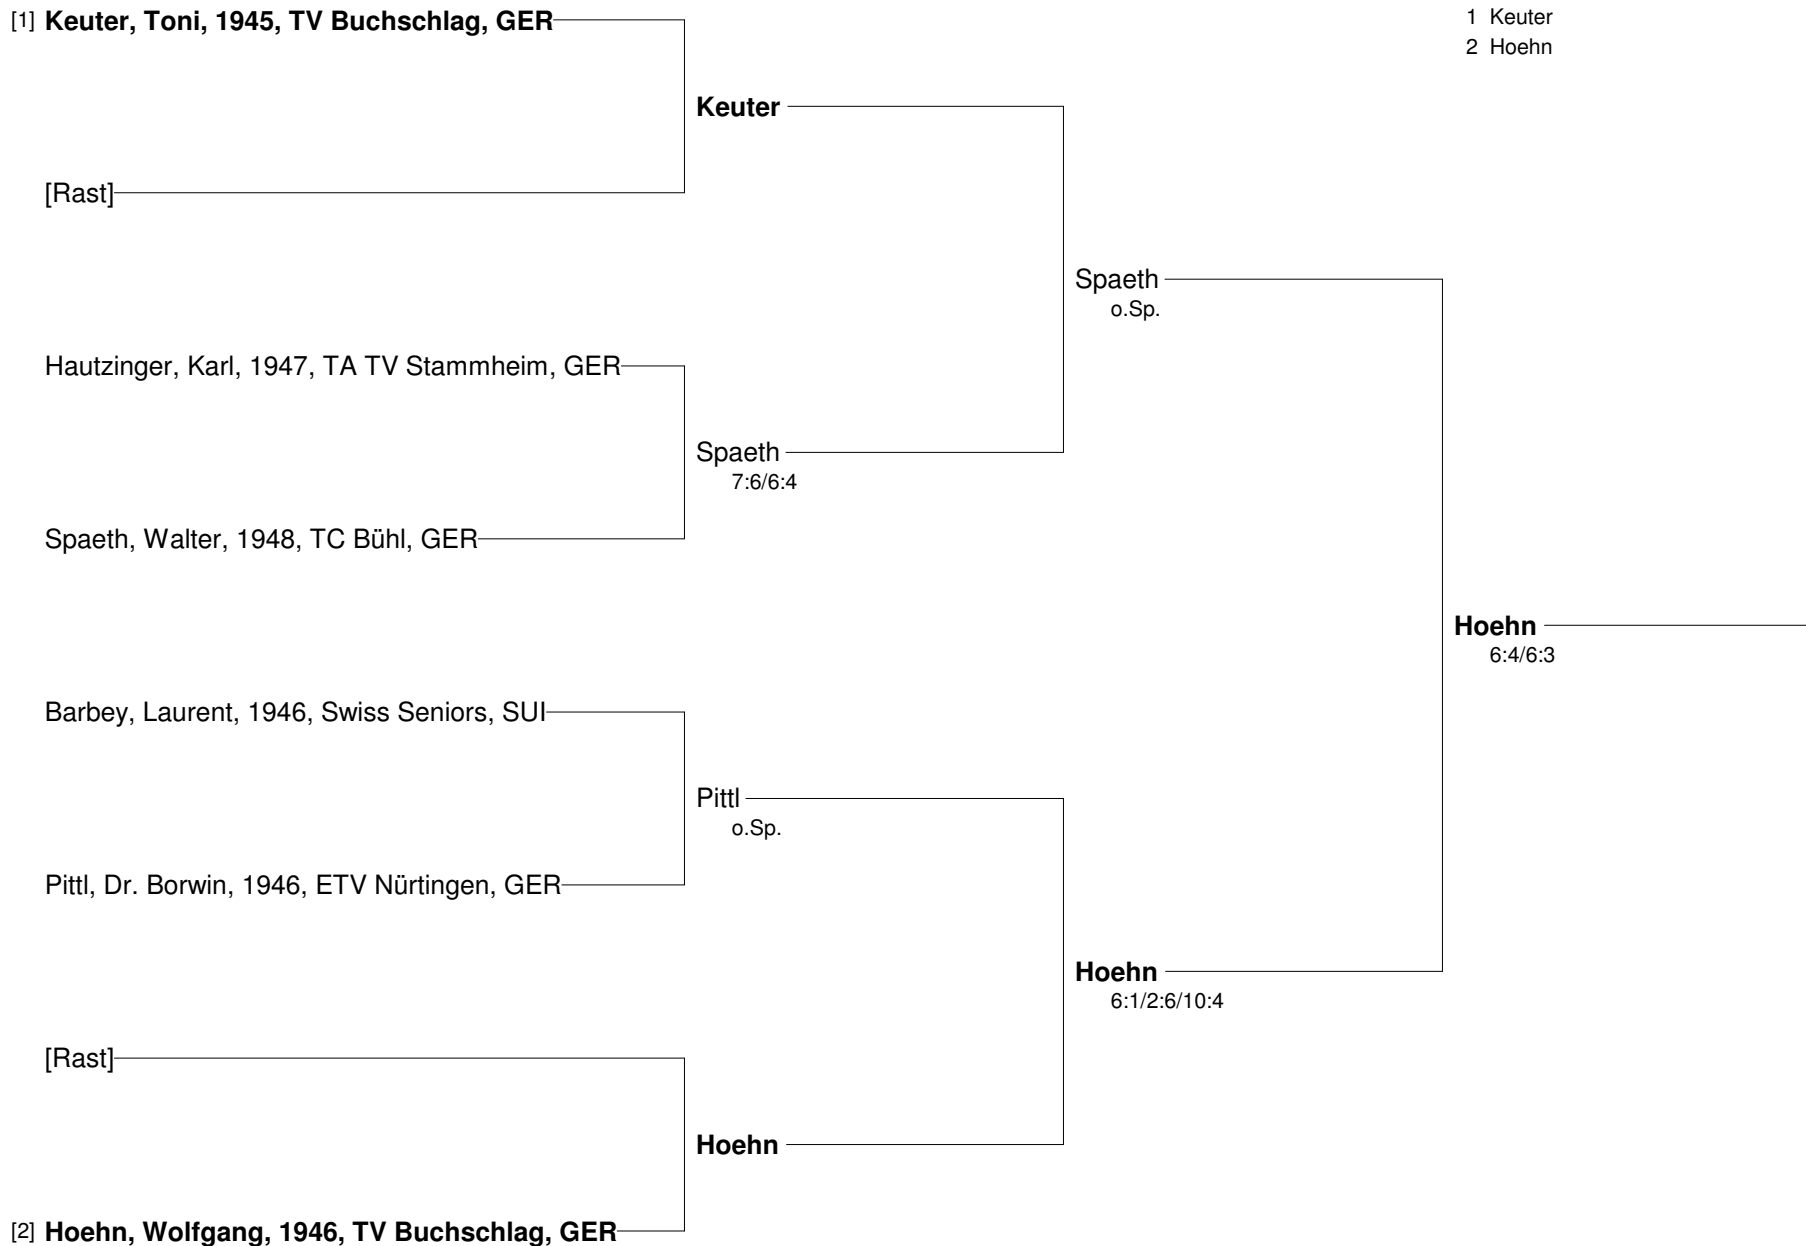 [1] Keuter, Toni, 1945, TV Buchschlag, GER
1 Keuter
2 Hoehn
Keuter
[Rast]
Spaeth
o.Sp.
Hautzinger, Karl, 1947, TA TV Stammheim, GER
Spaeth
7:6/6:4
Spaeth, Walter, 1948, TC Bühl, GER
Hoehn
6:4/6:3
Barbey, Laurent, 1946, Swiss Seniors, SUI
Pittl
o.Sp.
Pittl, Dr. Borwin, 1946, ETV Nürtingen, GER
Hoehn
6:1/2:6/10:4
[Rast]
Hoehn
[2] Hoehn, Wolfgang, 1946, TV Buchschlag, GER